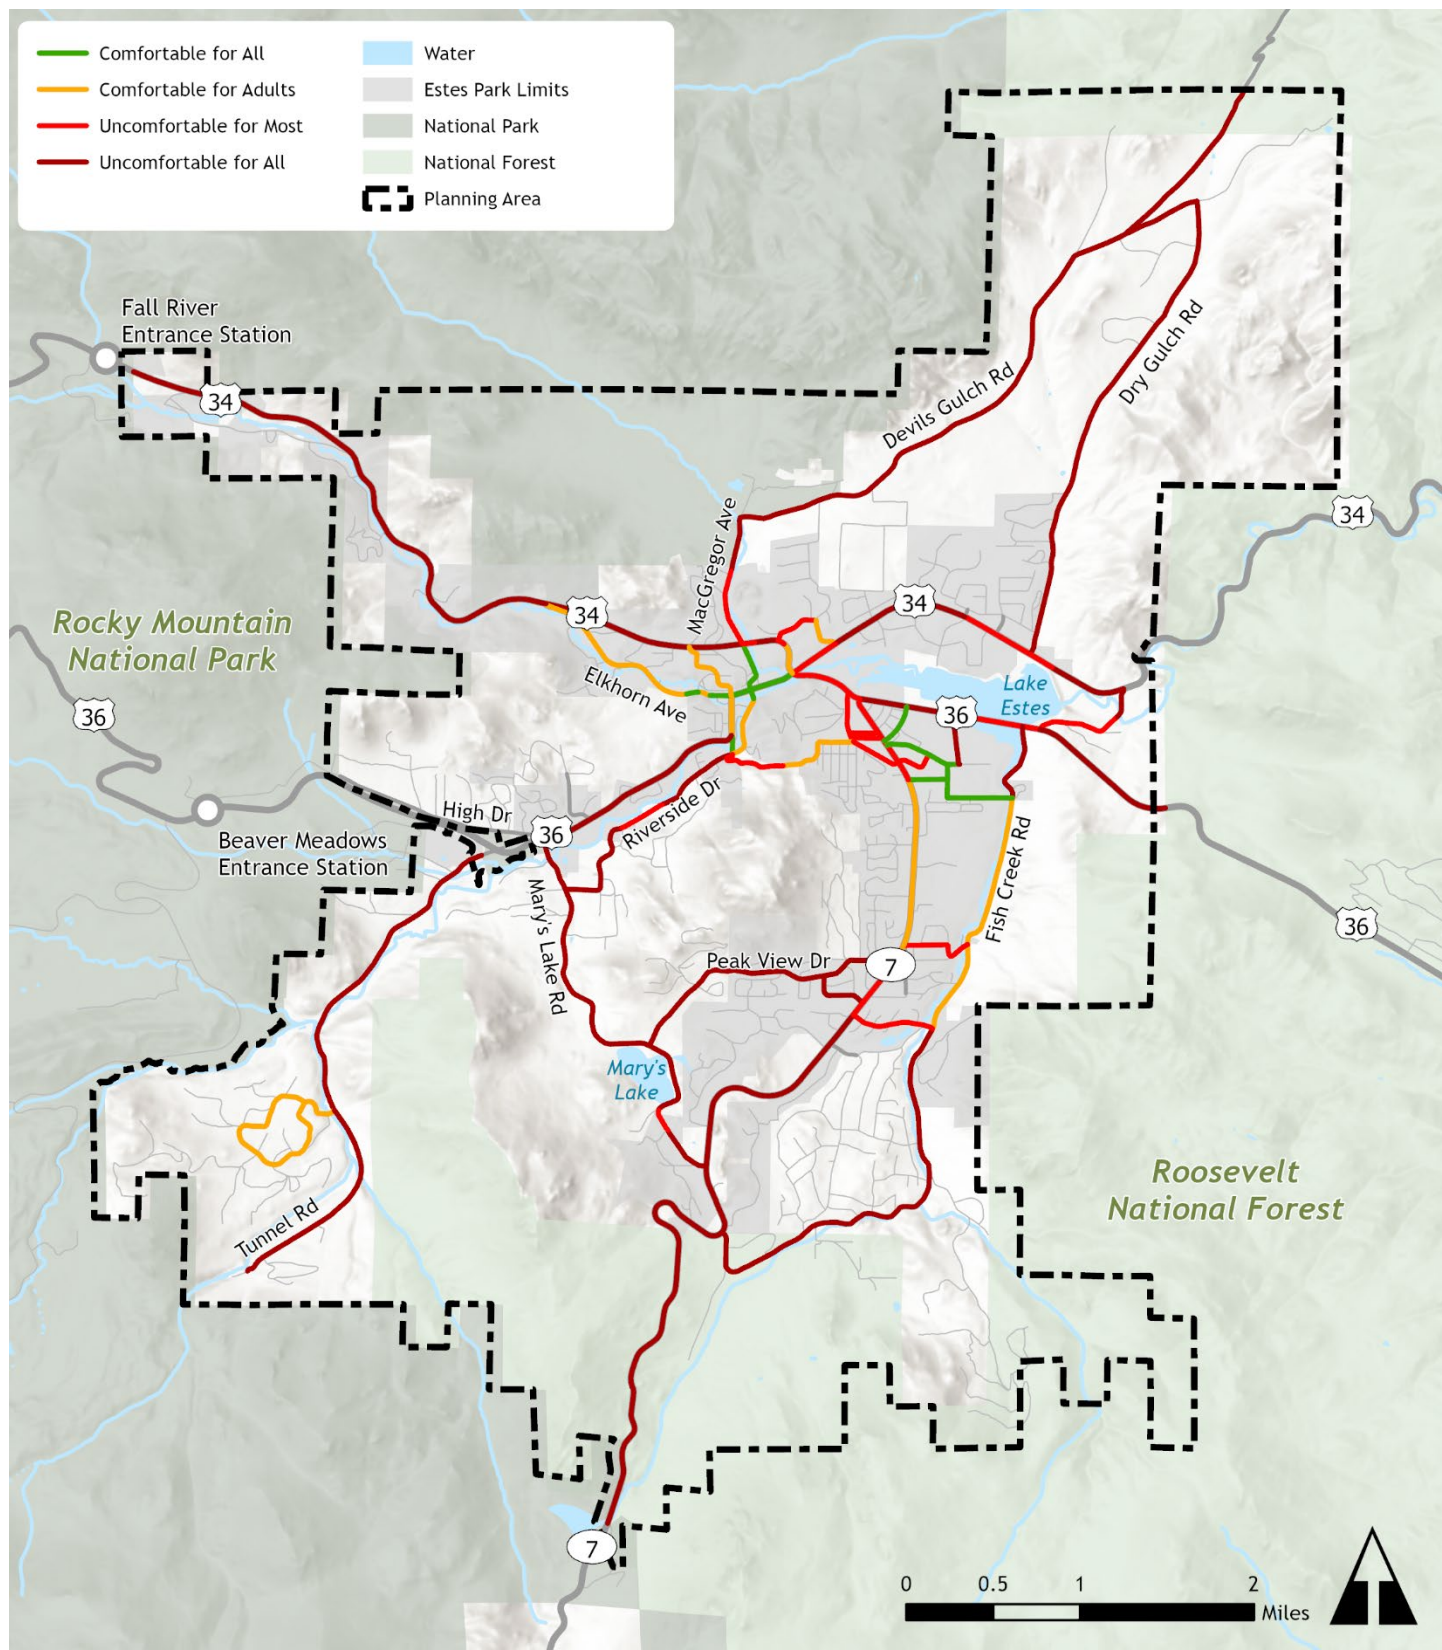 Comfortable for All
Comfortable for Adults
Uncomfortable for Most
Uncomfortable for All
Water
Estes Park Limits
National Park
National Forest
Planning Area
Fall River
Entrance Station
34
Devils Gulch Rd
Dry Gulch Rd
34
MacGregor Ave
34
34
Rocky Mountain
National Park
Elkhorn Ave
Lake
Estes
36
36
High Dr
36
Riverside Dr
Beaver Meadows
Entrance Station
Fish Creek Rd
36
Mary's Lake Rd
Peak View Dr
7
Mary's
Lake
Roosevelt
National Forest
Tunnel Rd
7
0 0.5 1 2
Miles